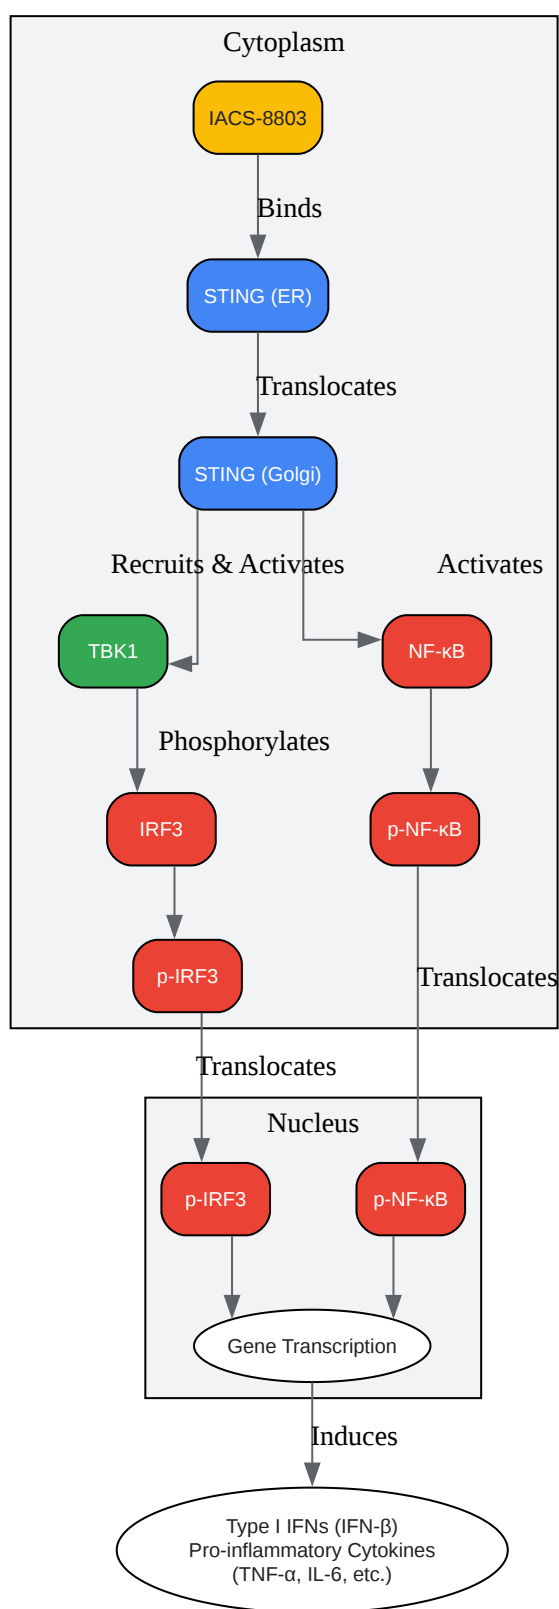 Cytoplasm
IACS-8803
Binds
STING (ER)
Translocates
STING (Golgi)
Recruits & Activates
Activates
TBK1
NF-κB
Phosphorylates
IRF3
p-NF-κB
p-IRF3
Translocates
Translocates
Nucleus
p-IRF3
p-NF-κB
Gene Transcription
Induces
Type I IFNs (IFN-β)
Pro-inflammatory Cytokines
(TNF-α, IL-6, etc.)